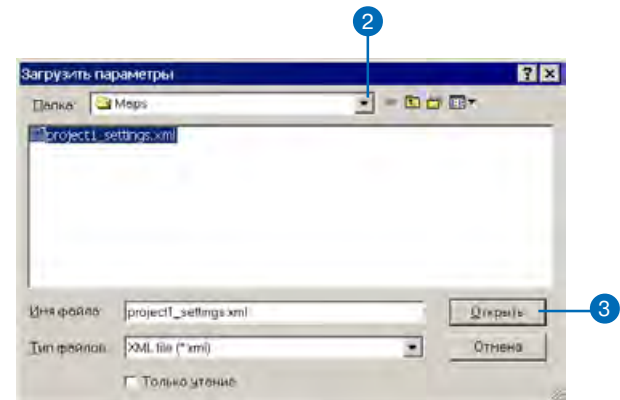 2
Загрузить параметры
Папка: Maps
project1_settings.xml
Имя файла: project1_settings.xml Открыть 3
Тип файлов: XML file (*.xml) Отмена
Только чтение